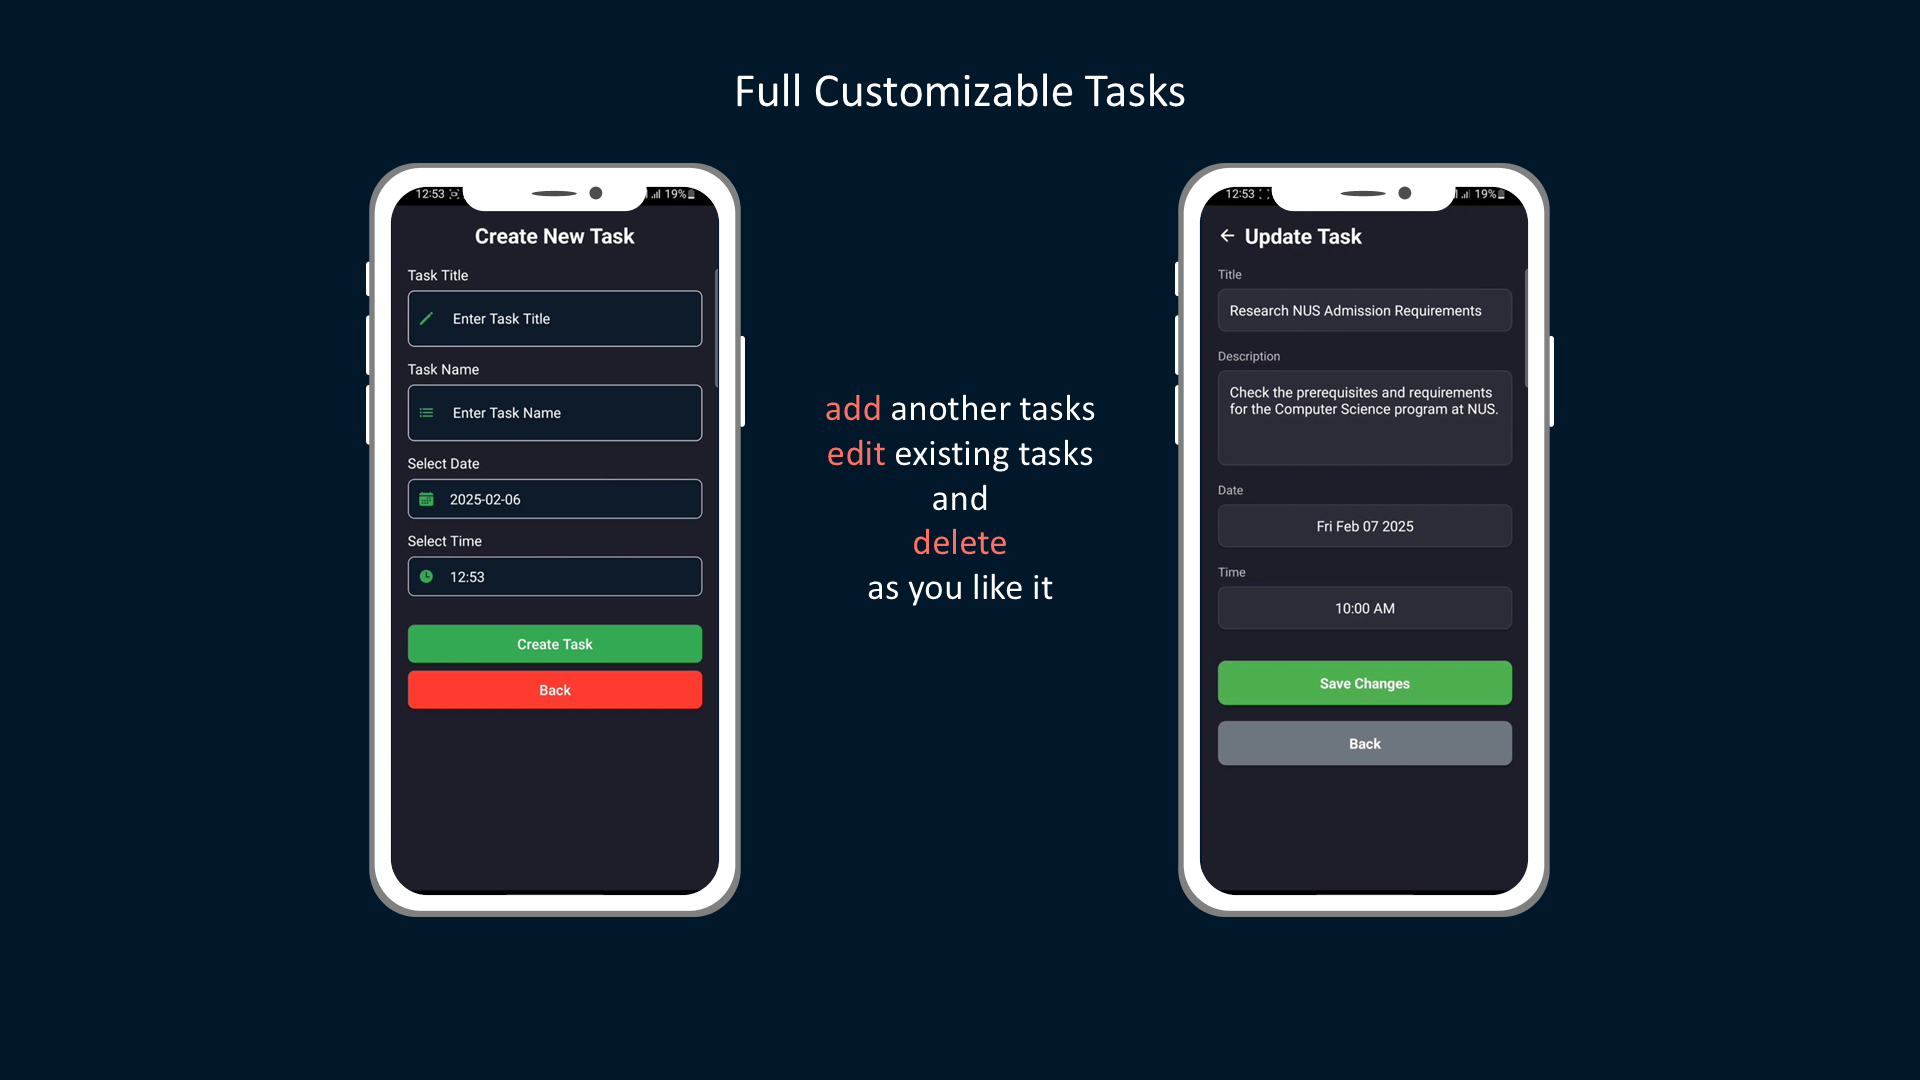 Full Customizable Tasks
12:53
19%
Create New Task
Task Title
Enter Task Title
Task Name
Enter Task Name
Select Date
2025-02-06
Select Time
12:53
Create Task
Back
add another tasks
edit existing tasks
and
delete
as you like it
12:53
19%
Update Task
Title
Research NUS Admission Requirements
Description
Check the prerequisites and requirements
for the Computer Science program at NUS.
Date
Fri Feb 07 2025
Time
10:00 AM
Save Changes
Back